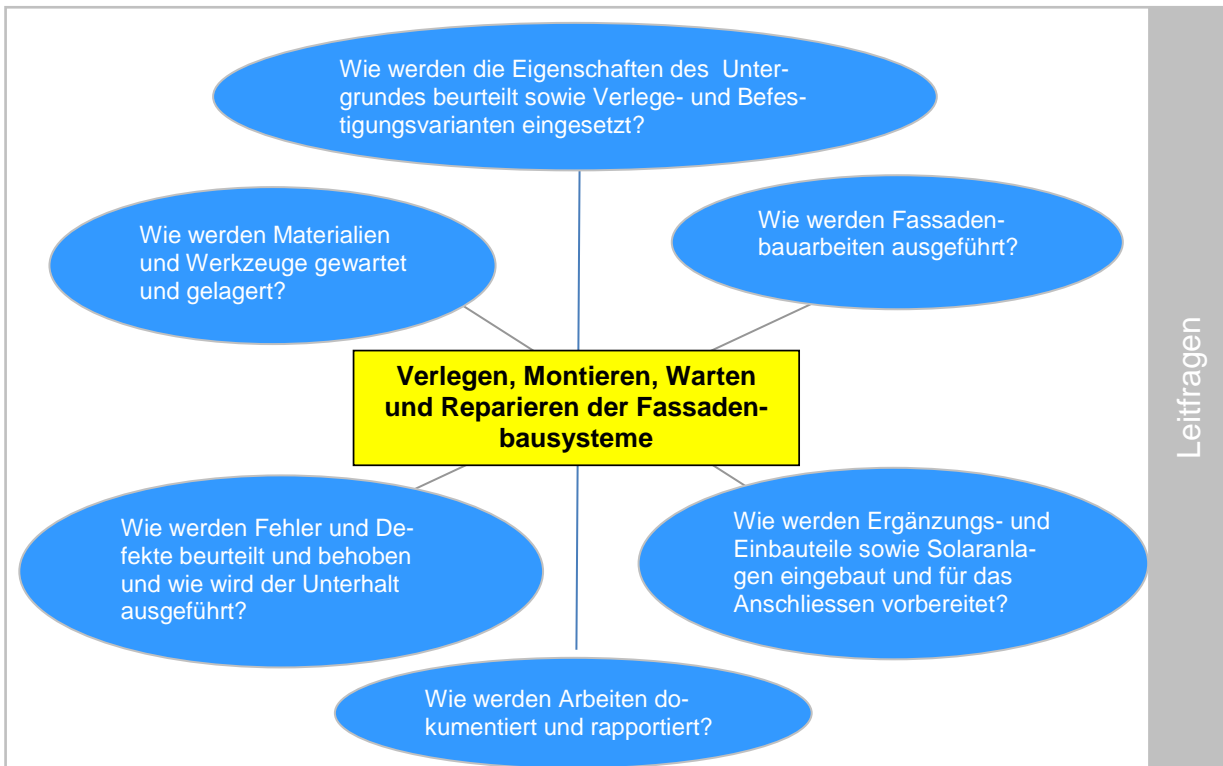 Wie werden die Eigenschaften des  Unter-
grundes beurteilt sowie Verlege- und Befes-
tigungsvarianten eingesetzt?
Wie werden Materialien
und Werkzeuge gewartet
und gelagert?
Wie werden Fassaden-
bauarbeiten ausgeführt?
Verlegen, Montieren, Warten
und Reparieren der Fassaden-
bausysteme
Wie werden Fehler und De-
fekte beurteilt und behoben
und wie wird der Unterhalt
ausgeführt?
Wie werden Ergänzungs- und
Einbauteile sowie Solaranla-
gen eingebaut und für das
Anschliessen vorbereitet?
Wie werden Arbeiten do-
kumentiert und rapportiert?
Leitfragen